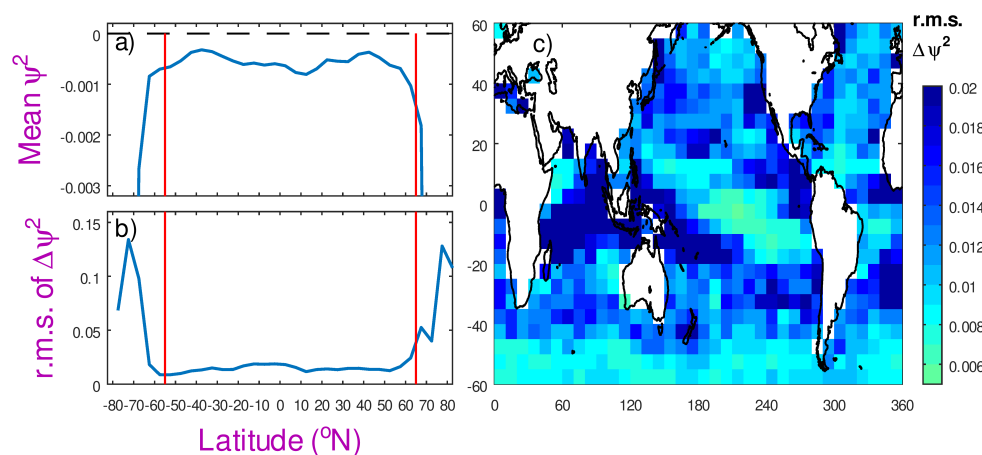 a)
Mean ψ²
0
-0.001
-0.002
-0.003
b)
r.m.s. of Δψ²
0.15
0.1
0.05
0
-80 -70 -60 -50 -40 -30 -20 -10 0 10 20 30 40 50 60 70 80
Latitude (°N)
c)
60
40
20
0
-20
-40
-60
0 60 120 180 240 300 360
r.m.s.
Δψ²
0.02
0.018
0.016
0.014
0.012
0.01
0.008
0.006